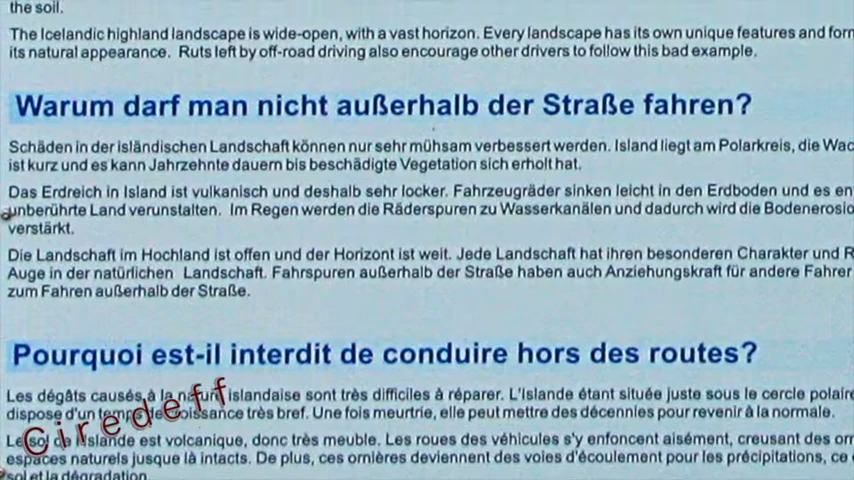 the soil.
The Icelandic highland landscape is wide-open, with a vast horizon. Every landscape has its own unique features and
its natural appearance. Ruts left by off-road driving also encourage other drivers to follow this bad example.
Warum darf man nicht außerhalb der Straße fahren?
Schäden in der isländischen Landschaft können nur sehr mühsam verbessert werden. Island liegt am Polarkreis, die
ist kurz und es kann Jahrzehnte dauern bis beschädigte Vegetation sich erholt hat.
Das Erdreich in Island ist vulkanisch und deshalb sehr locker. Fahrzeugräder sinken leicht in den Erdboden und es
unberührte Land verunstalten. Im Regen werden die Räderspuren zu Wasserkanälen und dadurch wird die
verstärkt.
Die Landschaft im Hochland ist offen und der Horizont ist weit. Jede Landschaft hat ihren besonderen Charakter und
Auge in der natürlichen Landschaft. Fahrspuren außerhalb der Straße haben auch Anziehungskraft für andere Fahrer
zum Fahren außerhalb der Straße.
Pourquoi est-il interdit de conduire hors des routes?
Les dégâts causés à la islandaise sont très difficiles à réparer. L'Islande étant située juste sous le cercle
dispose d'un temps de croissance très bref. Une fois meurtrie, elle peut mettre des décennies pour revenir à la normale.
Le sol de l'Islande est volcanique, donc très meuble. Les roues des véhicules s'y enfoncent aisément, creusant des
espaces naturels jusque là intacts. De plus, ces ornières deviennent des voies d'écoulement pour les précipitations, ce
sol et la dégradation
Ciredeff